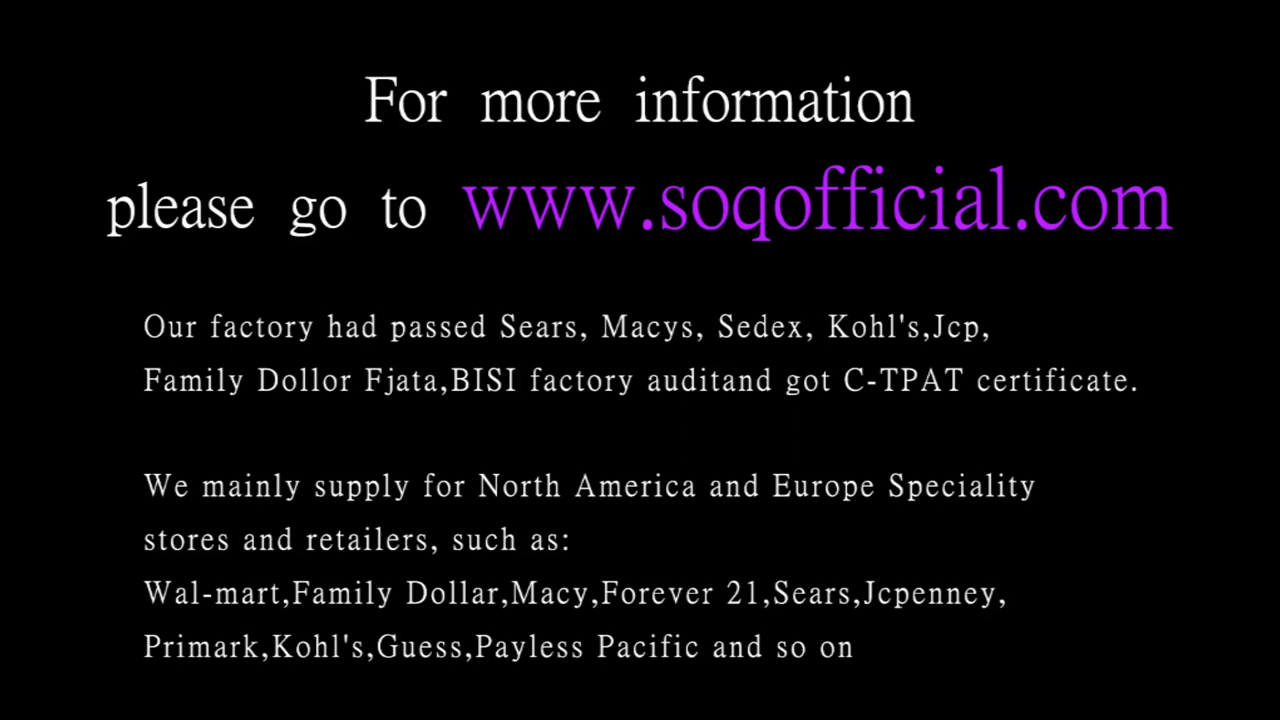 For more information
please go to www.soqofficial.com
Our factory had passed Sears, Macys, Sedex, Kohl's,Jcp,
Family Dollor Fjata,BISI factory auditand got C-TPAT certificate.
We mainly supply for North America and Europe Speciality
stores and retailers, such as:
Wal-mart,Family Dollar,Macy,Forever 21,Sears,Jcpenney,
Primark,Kohl's,Guess,Payless Pacific and so on